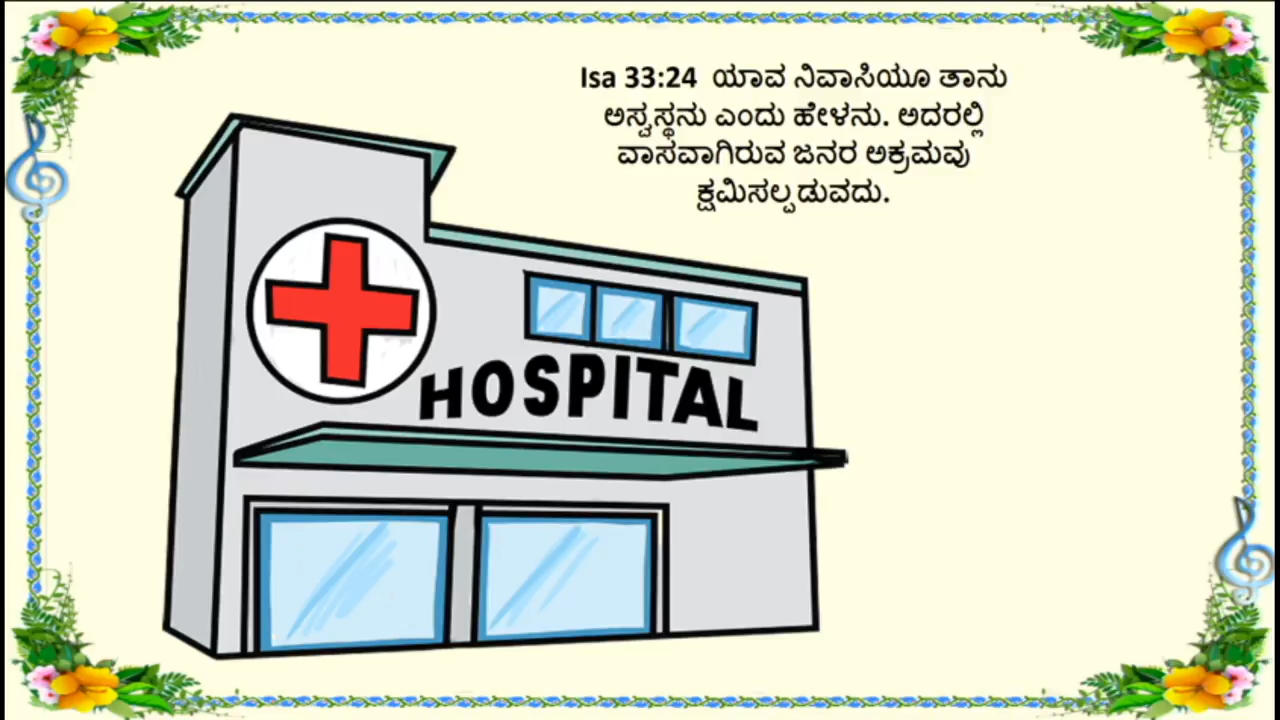 Isa 33:24 ಯಾವ ನಿವಾಸಿಯೂ ತಾನು
ಅಸ್ವಸ್ಥನು ಎಂದು ಹೇಳನು. ಅದರಲ್ಲಿ
ವಾಸವಾಗಿರುವ ಜನರ ಅಕ್ರಮವು
ಕ್ಷಮಿಸಲ್ಪಡುವದು.
HOSPITAL